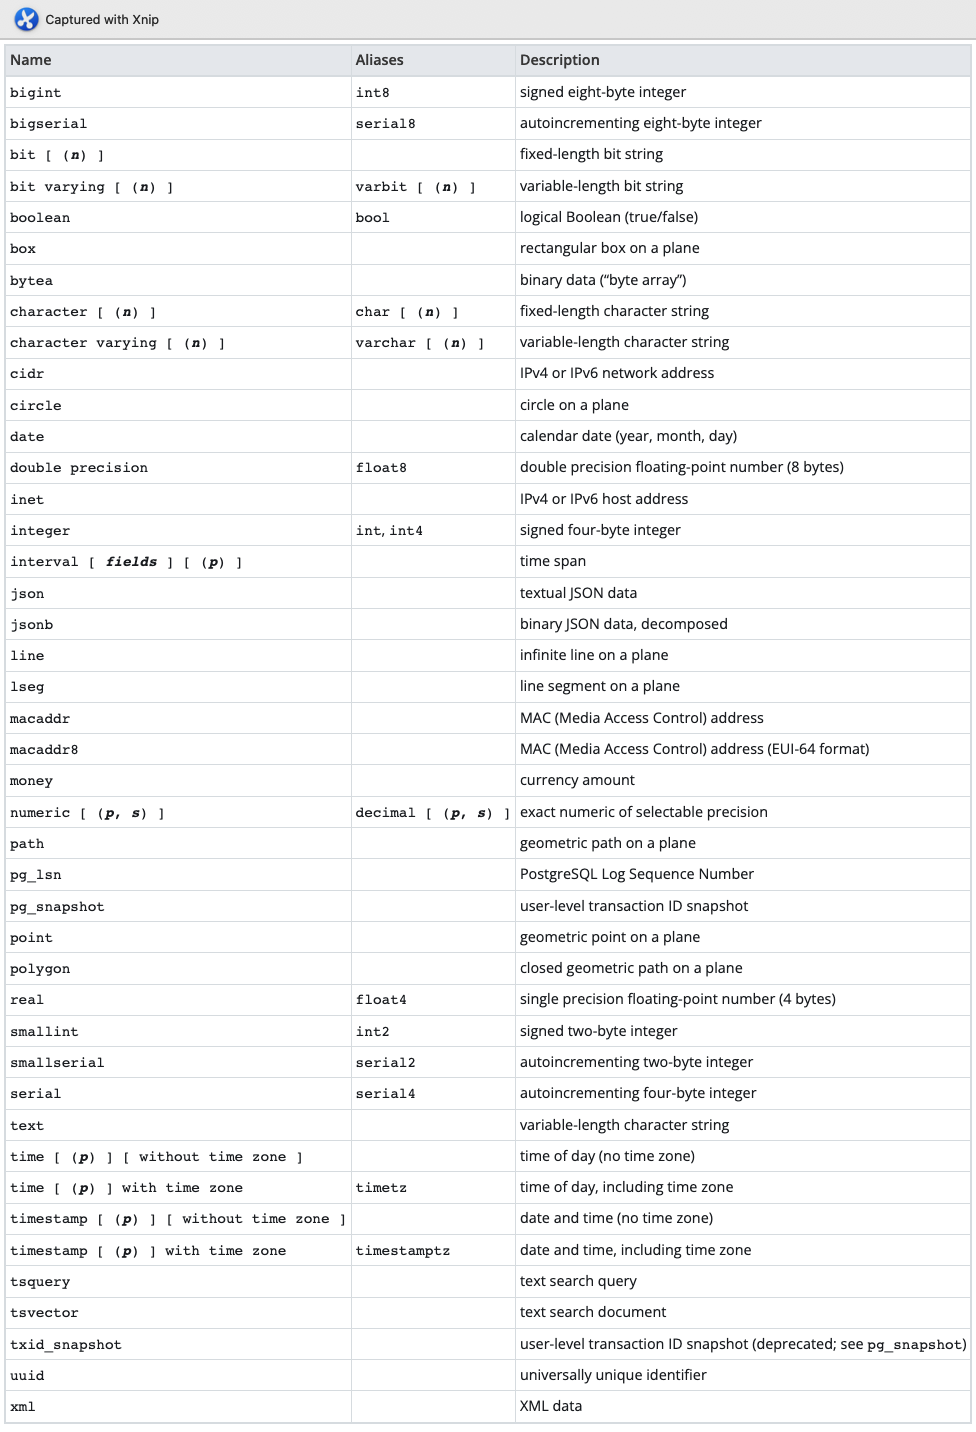 Captured with Xnip
Name Aliases Description
bigint int8 signed eight-byte integer
bigserial serial8 autoincrementing eight-byte integer
bit [ (n) ] fixed-length bit string
bit varying [ (n) ] varbit [ (n) ] variable-length bit string
boolean bool logical Boolean (true/false)
box rectangular box on a plane
bytea binary data (“byte array”)
character [ (n) ] char [ (n) ] fixed-length character string
character varying [ (n) ] varchar [ (n) ] variable-length character string
cidr IPv4 or IPv6 network address
circle circle on a plane
date calendar date (year, month, day)
double precision float8 double precision floating-point number (8 bytes)
inet IPv4 or IPv6 host address
integer int, int4 signed four-byte integer
interval [ fields ] [ (p) ] time span
json textual JSON data
jsonb binary JSON data, decomposed
line infinite line on a plane
lseg line segment on a plane
macaddr MAC (Media Access Control) address
macaddr8 MAC (Media Access Control) address (EUI-64 format)
money currency amount
numeric [ (p, s) ] decimal [ (p, s) ] exact numeric of selectable precision
path geometric path on a plane
pg_lsn PostgreSQL Log Sequence Number
pg_snapshot user-level transaction ID snapshot
point geometric point on a plane
polygon closed geometric path on a plane
real float4 single precision floating-point number (4 bytes)
smallint int2 signed two-byte integer
smallserial serial2 autoincrementing two-byte integer
serial serial4 autoincrementing four-byte integer
text variable-length character string
time [ (p) ] [ without time zone ] time of day (no time zone)
time [ (p) ] with time zone timetz time of day, including time zone
timestamp [ (p) ] [ without time zone ] date and time (no time zone)
timestamp [ (p) ] with time zone timestamptz date and time, including time zone
tsquery text search query
tsvector text search document
txid_snapshot user-level transaction ID snapshot (deprecated; see pg_snapshot)
uuid universally unique identifier
xml XML data